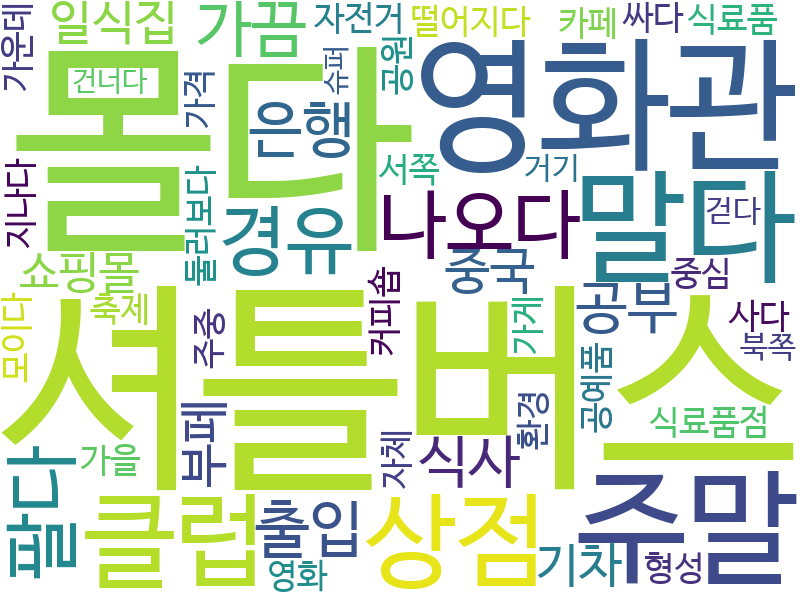 가운데
일식집
가끔
자전거
떨어지다
카페
싸다
식료품
몰다
건너다
가격
슈퍼
공원
은행
영화관
서쪽
거기
지나다
둘러보다
경유
나오다
말다
걷다
쇼핑몰
중국
중심
모이다
축제
주중
커피숍
가게
공부
사다
북쪽
셔틀버스
공예품
부페
자체
식사
환경
식료품점
팔다
가을
클럽
출입
상점
주말
영화
기차
형성